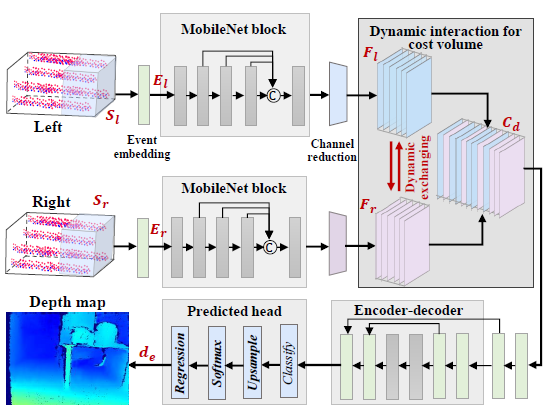 MobileNet block
Dynamic interaction for
cost volume
Left
S_l
E_l
Event
embedding
©
Channel
reduction
F_l
C_d
Dynamic
exchanging
Right
S_r
MobileNet block
E_r
©
F_r
Depth map
d_e
Predicted head
Regression
Softmax
Upsample
Classify
Encoder-decoder